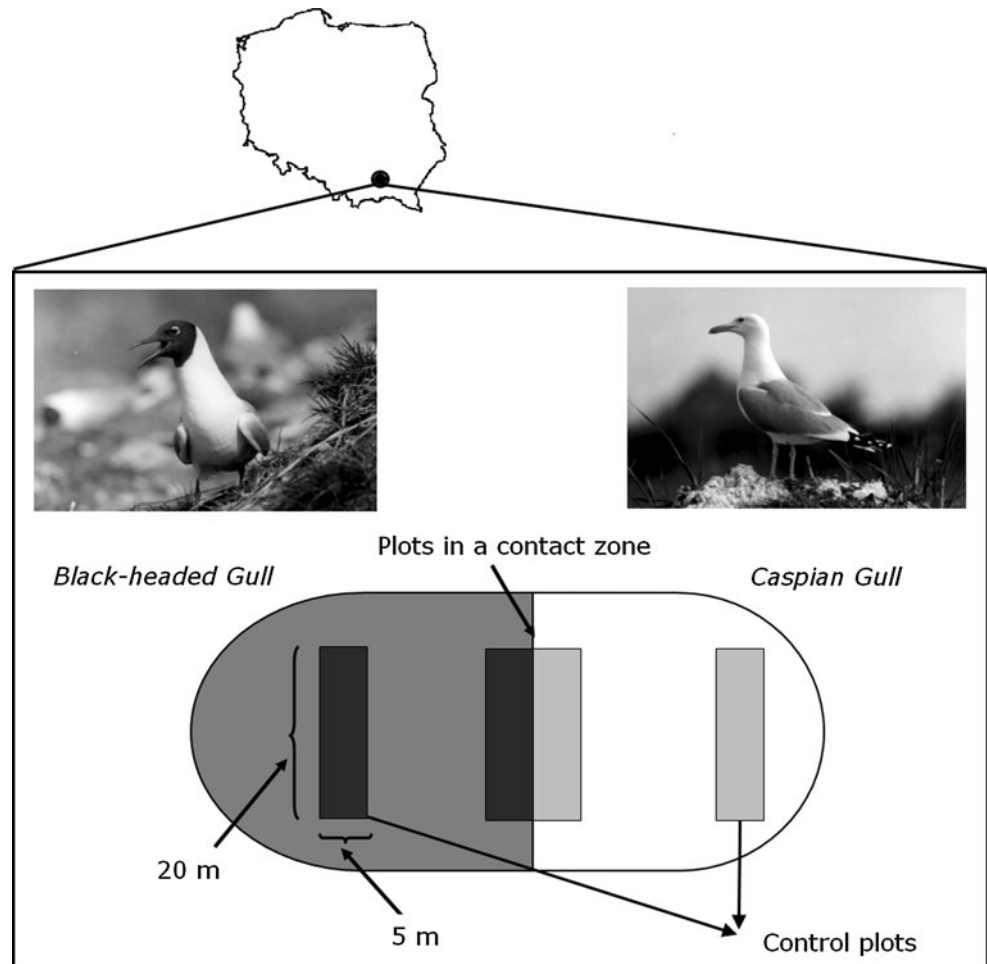 Plots in a contact zone
Black-headed Gull
Caspian Gull
20 m
5 m
Control plots